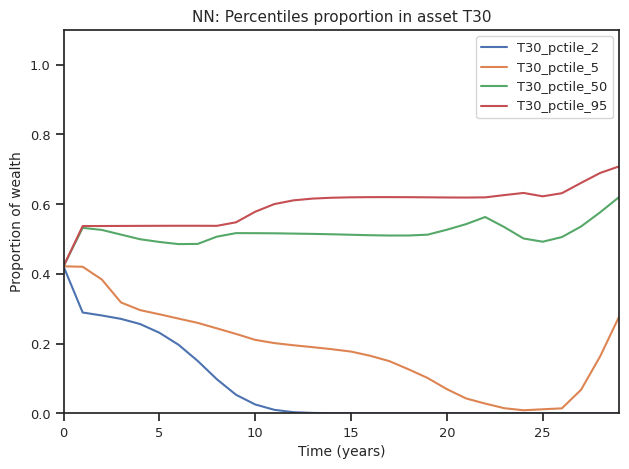 NN: Percentiles proportion in asset T30
T30_pctile_2
T30_pctile_5
T30_pctile_50
T30_pctile_95
Proportion of wealth
1.0
0.8
0.6
0.4
0.2
0.0
0 5 10 15 20 25
Time (years)